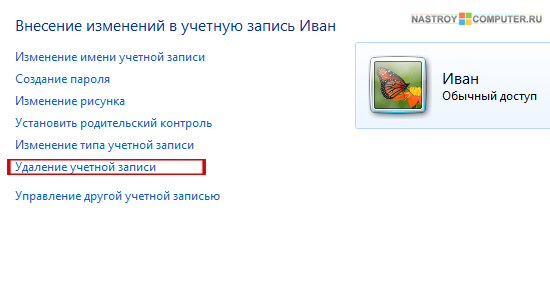 NASTROY COMPUTER.RU
Внесение изменений в учетную запись Иван
Изменение имени учетной записи
Создание пароля
Изменение рисунка
Установить родительский контроль
Изменение типа учетной записи
Удаление учетной записи
Управление другой учетной записью
Иван
Обычный доступ